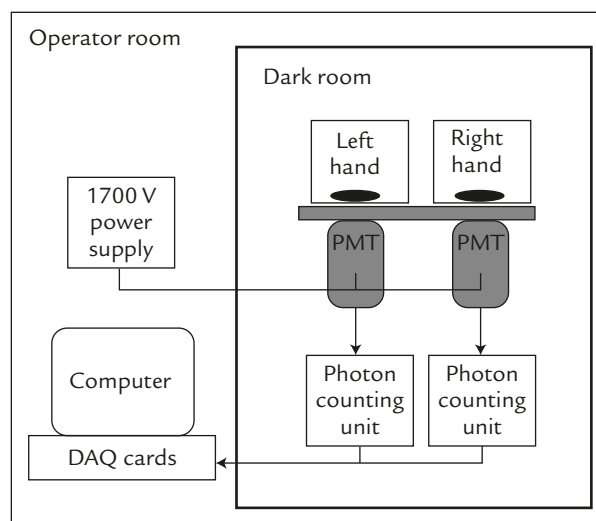 Operator room
Dark room
Left
hand
Right
hand
1700 V
power
supply
PMT
PMT
Computer
DAQ cards
Photon
counting
unit
Photon
counting
unit